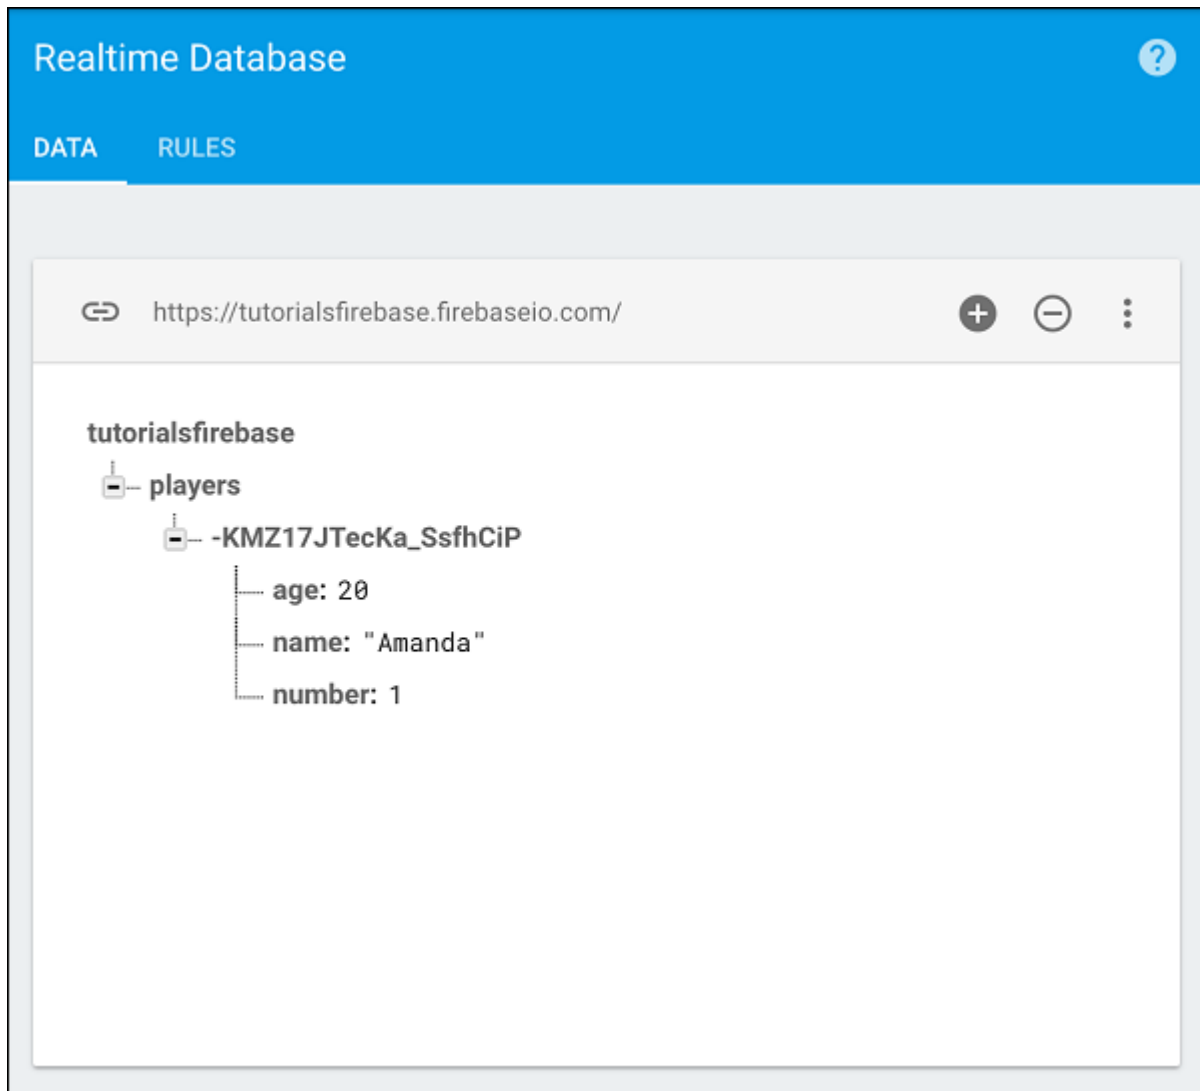 Realtime Database
DATA RULES
https://tutorialsfirebase.firebaseio.com/
tutorialsfirebase
players
-KMZ17JTecKa_SsfhCiP
age: 20
name: "Amanda"
number: 1